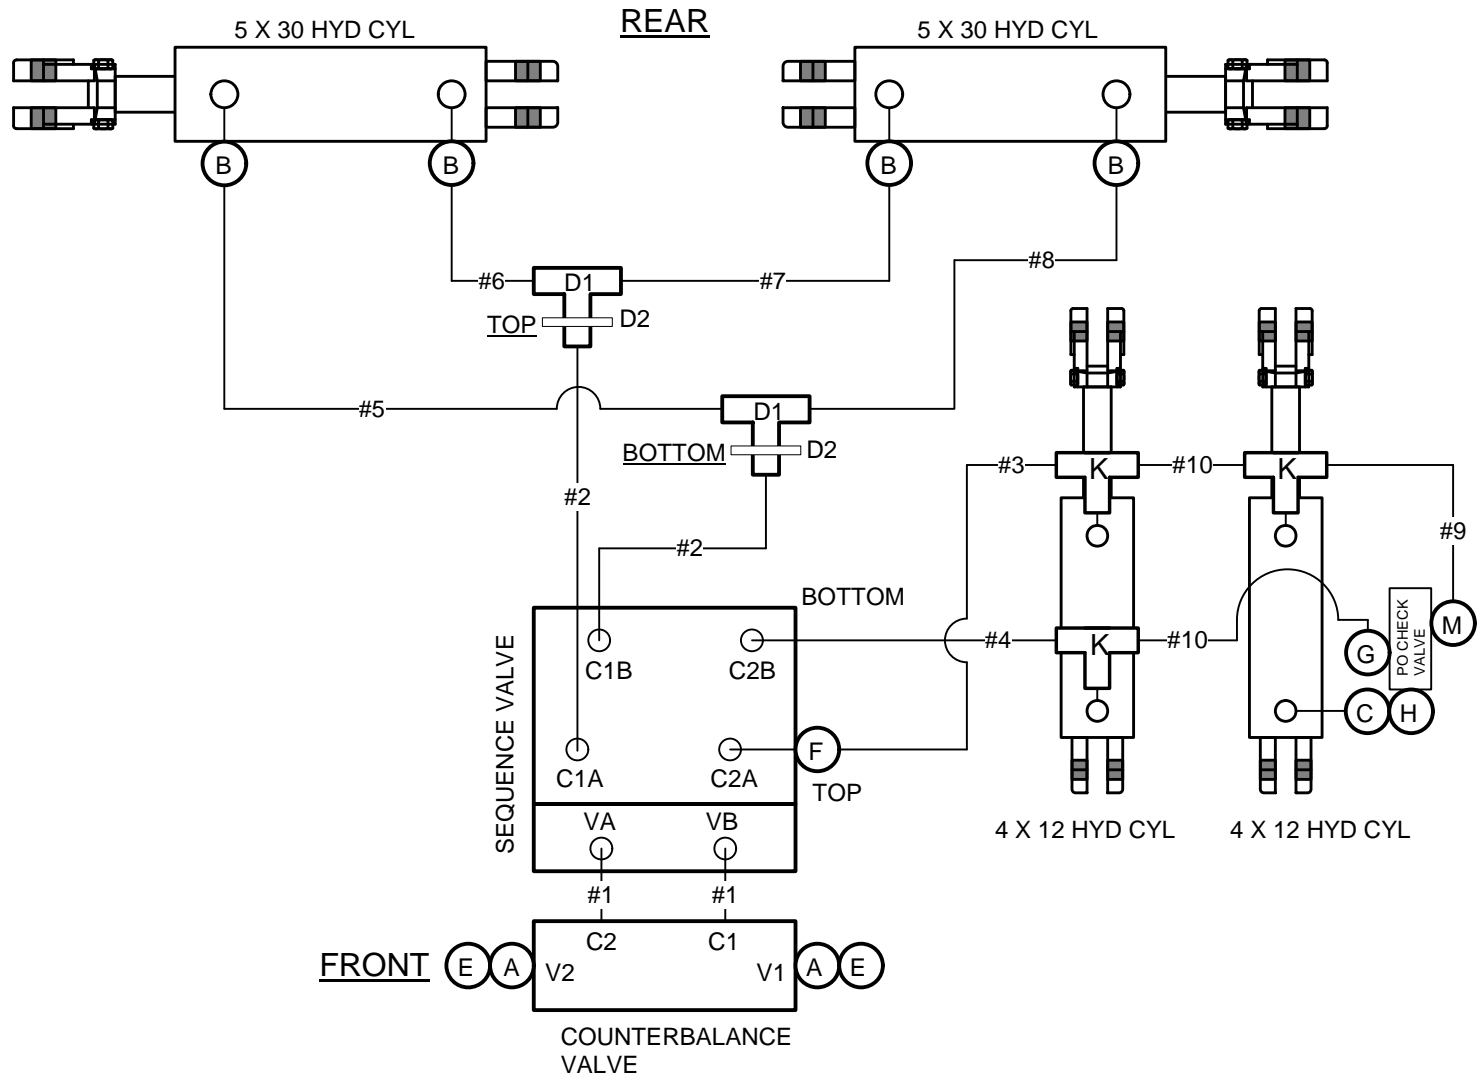 REAR
5 X 30 HYD CYL
5 X 30 HYD CYL
B
B
B
B
#6
D1
#7
#8
TOP
D2
#5
D1
BOTTOM
D2
#3
K
#10
K
#2
#9
#2
BOTTOM
SEQUENCE VALVE
C1B
C2B
#4
K
#10
G
PO CHECK
VALVE
M
C
H
C1A
C2A
F
TOP
VA
VB
4 X 12 HYD CYL
4 X 12 HYD CYL
#1
#1
C2
C1
FRONT
E
A
V2
V1
A
E
COUNTERBALANCE
VALVE